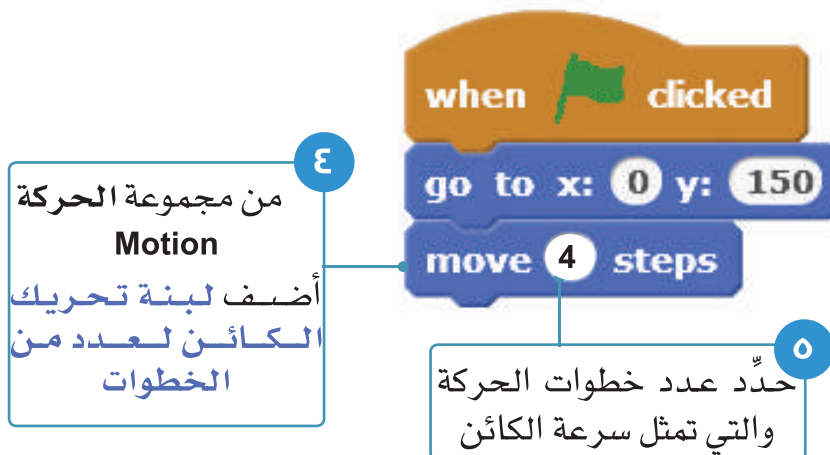 when clicked
go to x: 0 y: 150
move 4 steps
٤
من مجموعة الحركة
Motion
أضف لبنة تحريك
الكائن لعدد من
الخطوات
٥
حدِّد عدد خطوات الحركة
والتي تمثل سرعة الكائن